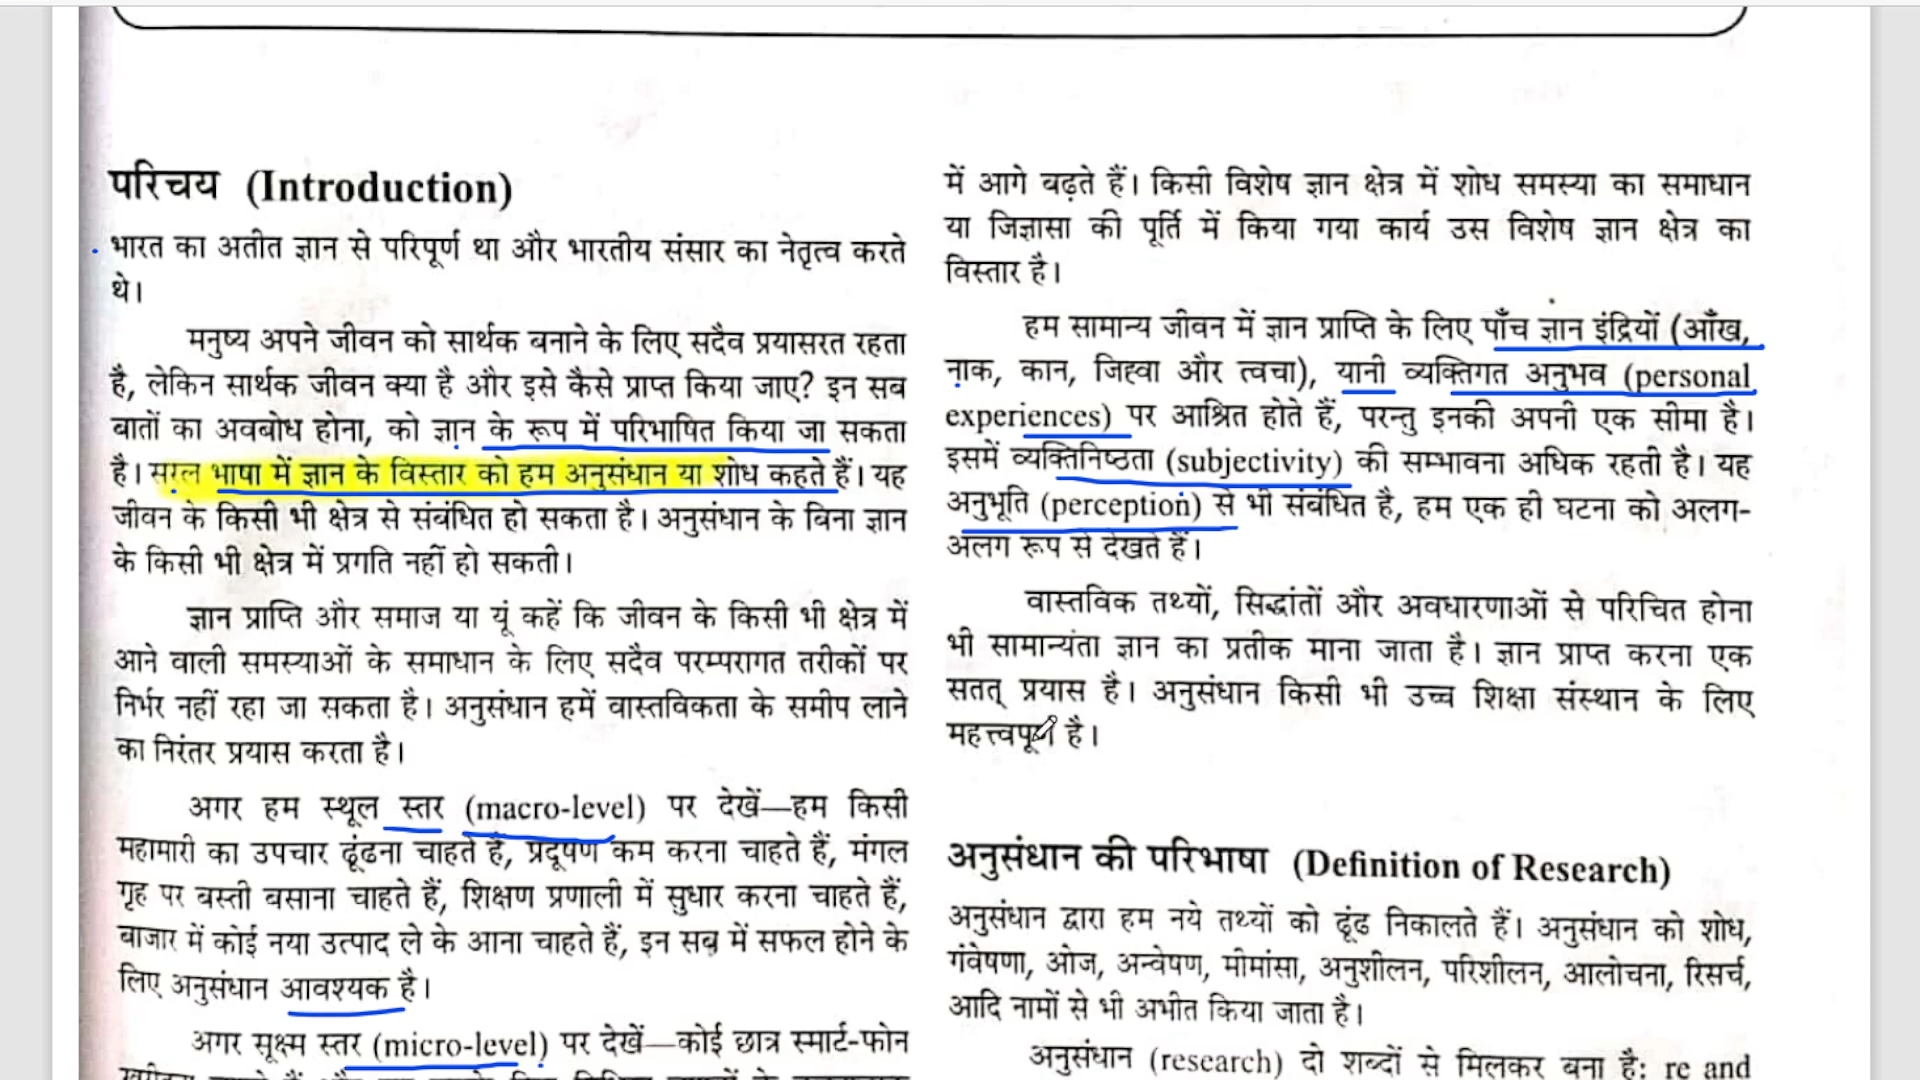 परिचय (Introduction)
भारत का अतीत ज्ञान से परिपूर्ण था और भारतीय संसार का नेतृत्व करते
थे।
मनुष्य अपने जीवन को सार्थक बनाने के लिए सदैव प्रयासरत रहता
है, लेकिन सार्थक जीवन क्या है और इसे कैसे प्राप्त किया जाए? इन सब
बातों का अवबोध होना, को ज्ञान के रूप में परिभाषित किया जा सकता
है। सरल भाषा में ज्ञान के विस्तार को हम अनुसंधान या शोध कहते हैं। यह
जीवन के किसी भी क्षेत्र से संबंधित हो सकता है। अनुसंधान के बिना ज्ञान
के किसी भी क्षेत्र में प्रगति नहीं हो सकती।
ज्ञान प्राप्ति और समाज या यूं कहें कि जीवन के किसी भी क्षेत्र में
आने वाली समस्याओं के समाधान के लिए सदैव परम्परागत तरीकों पर
निर्भर नहीं रहा जा सकता है। अनुसंधान हमें वास्तविकता के समीप लाने
का निरंतर प्रयास करता है।
अगर हम स्थूल स्तर (macro-level) पर देखें—हम किसी
महामारी का उपचार ढूंढना चाहते हैं, प्रदूषण कम करना चाहते हैं, मंगल
गृह पर बस्ती बसाना चाहते हैं, शिक्षण प्रणाली में सुधार करना चाहते हैं,
बाजार में कोई नया उत्पाद ले के आना चाहते हैं, इन सब में सफल होने के
लिए अनुसंधान आवश्यक है।
अगर सूक्ष्म स्तर (micro-level) पर देखें—कोई छात्र स्मार्ट-फोन
में आगे बढ़ते हैं। किसी विशेष ज्ञान क्षेत्र में शोध समस्या का समाधान
या जिज्ञासा की पूर्ति में किया गया कार्य उस विशेष ज्ञान क्षेत्र का
विस्तार है।
हम सामान्य जीवन में ज्ञान प्राप्ति के लिए पाँच ज्ञान इंद्रियों (आँख,
नाक, कान, जिह्वा और त्वचा), यानी व्यक्तिगत अनुभव (personal
experiences) पर आश्रित होते हैं, परन्तु इनकी अपनी एक सीमा है।
इसमें व्यक्तिनिष्ठता (subjectivity) की सम्भावना अधिक रहती है। यह
अनुभूति (perception) से भी संबंधित है, हम एक ही घटना को अलग-
अलग रूप से देखते हैं।
वास्तविक तथ्यों, सिद्धांतों और अवधारणाओं से परिचित होना
भी सामान्यंता ज्ञान का प्रतीक माना जाता है। ज्ञान प्राप्त करना एक
सतत् प्रयास है। अनुसंधान किसी भी उच्च शिक्षा संस्थान के लिए
महत्त्वपूर्ण है।
अनुसंधान की परिभाषा (Definition of Research)
अनुसंधान द्वारा हम नये तथ्यों को ढूंढ निकालते हैं। अनुसंधान को शोध,
गंवेषणा, ओज, अन्वेषण, मीमांसा, अनुशीलन, परिशीलन, आलोचना, रिसर्च,
आदि नामों से भी अभीत किया जाता है।
अनुसंधान (research) दो शब्दों से मिलकर बना है: re and